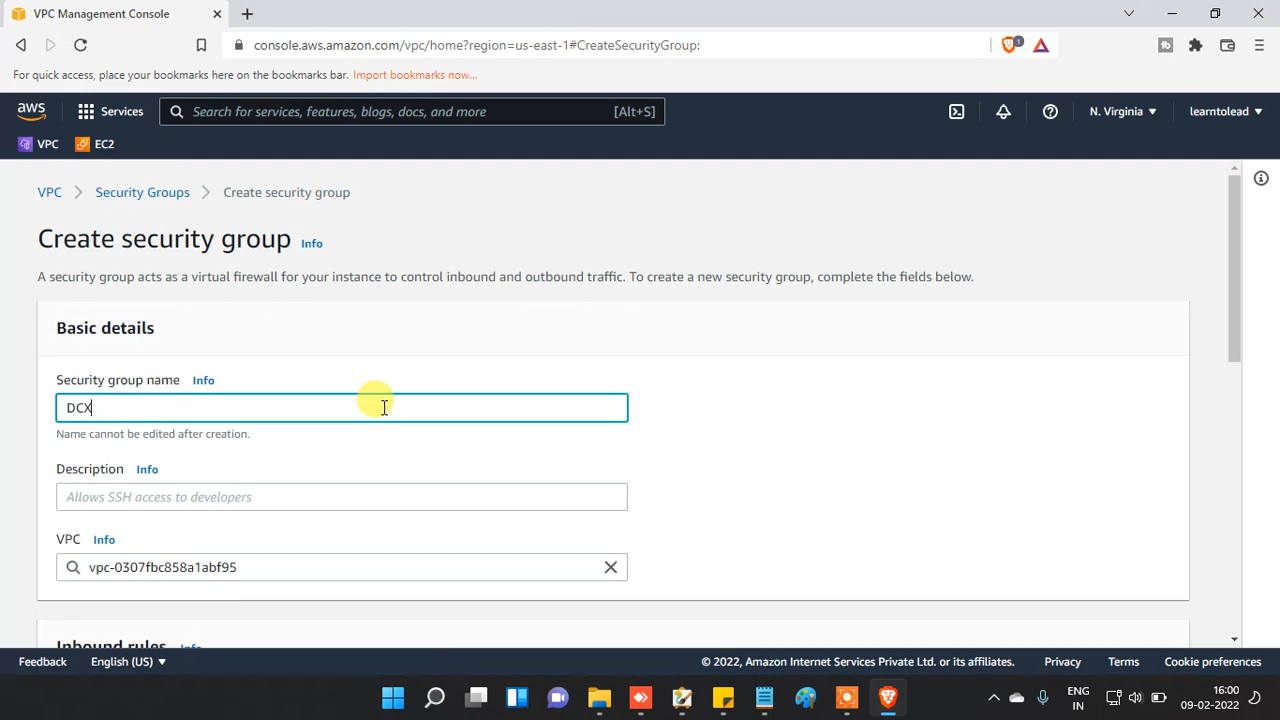 VPC Management Console
console.aws.amazon.com/vpc/home?region=us-east-1#CreateSecurityGroup:
1
For quick access, place your bookmarks here on the bookmarks bar. Import bookmarks now...
aws Services Search for services, features, blogs, docs, and more [Alt+S] N. Virginia learntolead
VPC EC2
VPC Security Groups Create security group
Create security group Info
A security group acts as a virtual firewall for your instance to control inbound and outbound traffic. To create a new security group, complete the fields below.
Basic details
Security group name Info
DCX
Name cannot be edited after creation.
Description Info
Allows SSH access to developers
VPC Info
vpc-0307fbc858a1abf95
Inbound rules Info
Feedback English (US) © 2022, Amazon Internet Services Private Ltd. or its affiliates. Privacy Terms Cookie preferences
ENG 16:00
IN 09-02-2022